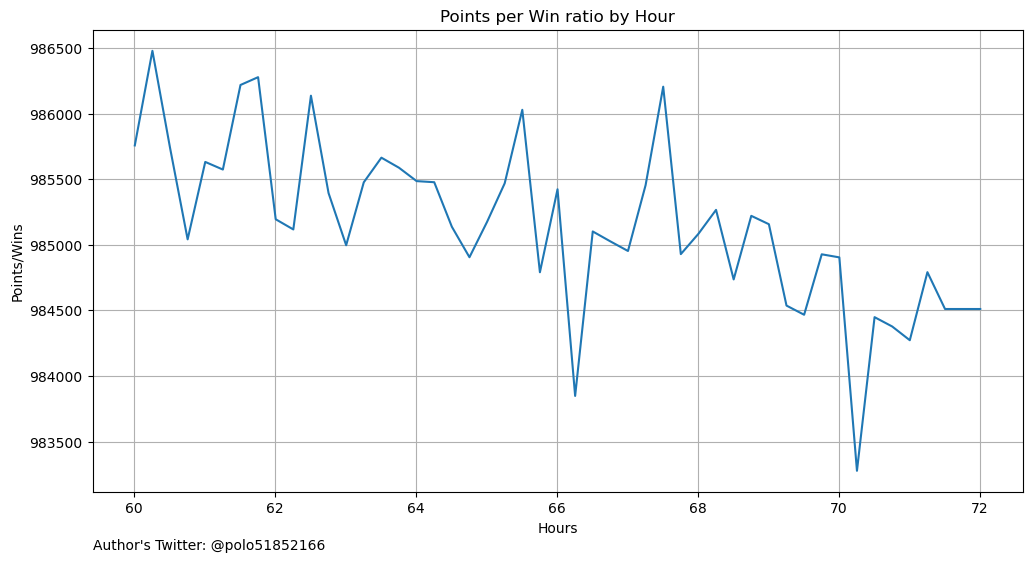 Points per Win ratio by Hour
986500
986000
985500
985000
984500
984000
983500
Points/Wins
60 62 64 66 68 70 72
Hours
Author's Twitter: @polo51852166